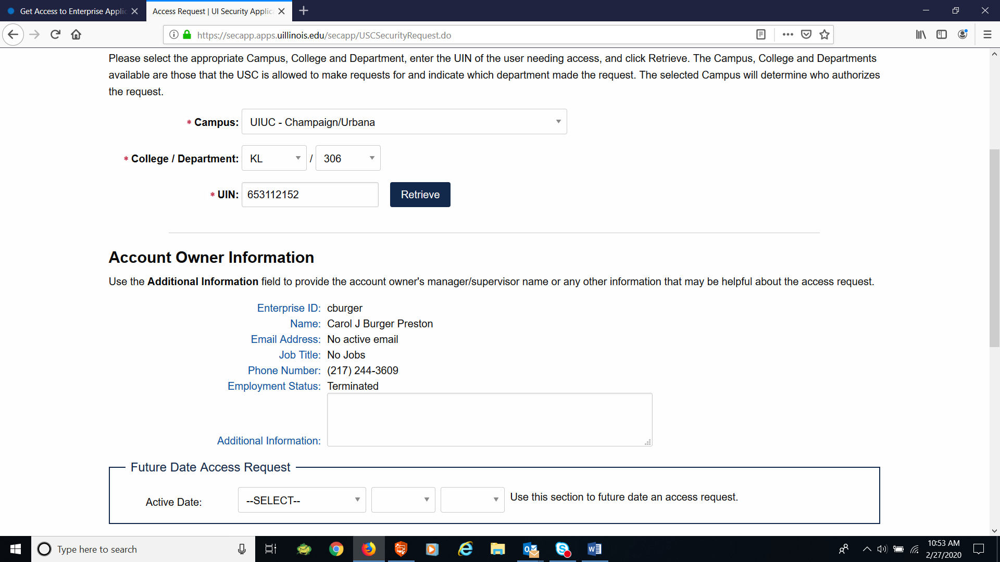 Get Access to Enterprise Applic
Access Request | UI Security Applica
https://secapp.apps.uillinois.edu/secapp/USCSecurityRequest.do
Please select the appropriate Campus, College and Department, enter the UIN of the user needing access, and click Retrieve. The Campus, College and Departments
available are those that the USC is allowed to make requests for and indicate which department made the request. The selected Campus will determine who authorizes
the request.
* Campus: UIUC - Champaign/Urbana
* College / Department: KL / 306
* UIN: 653112152 Retrieve
Account Owner Information
Use the Additional Information field to provide the account owner's manager/supervisor name or any other information that may be helpful about the access request.
Enterprise ID: cburger
Name: Carol J Burger Preston
Email Address: No active email
Job Title: No Jobs
Phone Number: (217) 244-3609
Employment Status: Terminated
Additional Information:
Future Date Access Request
Active Date: --SELECT-- Use this section to future date an access request.
Type here to search
10:53 AM
2/27/2020